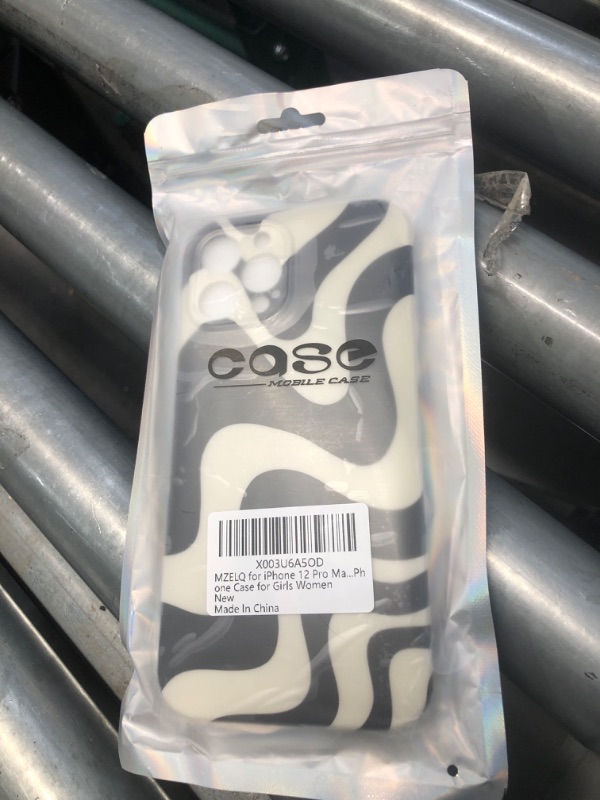 case
MOBILE CASE
X003U6A5OD
MZELQ for iPhone 12 Pro Ma...Ph
one Case for Girls Women
New
Made In China